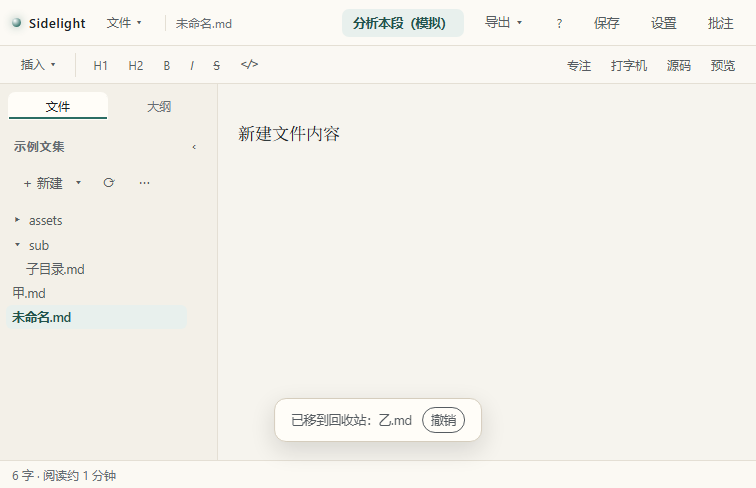 Sidelight 文件 未命名.md 分析本段（模拟） 导出 ? 保存 设置 批注
插入 H1 H2 B I S </> 专注 打字机 源码 预览
文件 大纲
示例文集 ‹
+ 新建 ···
assets
sub
子目录.md
甲.md
未命名.md
新建文件内容
已移到回收站：乙.md 撤销
6 字 · 阅读约 1 分钟